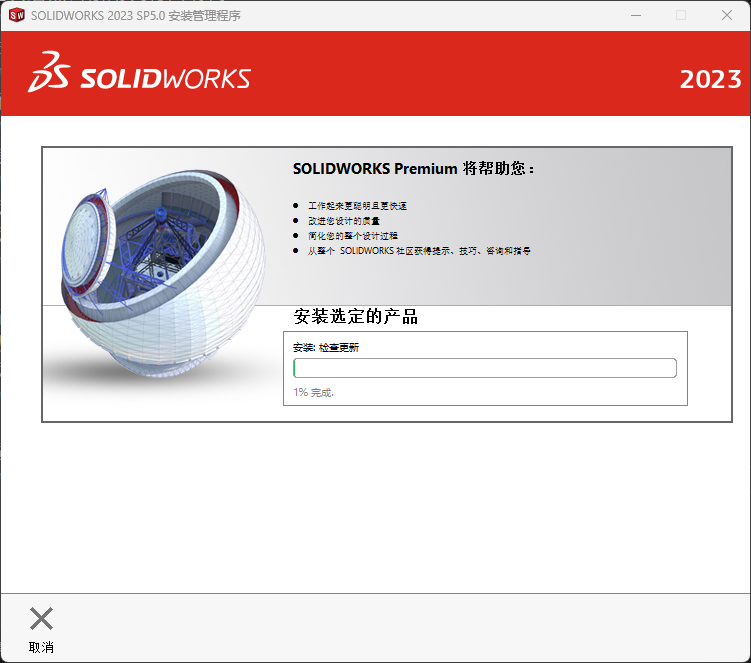 SOLIDWORKS 2023 SP5.0 安装管理程序
SOLIDWORKS
2023
SOLIDWORKS Premium 将帮助您：
工作起来更聪明且更快速
改进您设计的质量
简化您的整个设计过程
从整个 SOLIDWORKS 社区获得提示、技巧、咨询和指导
安装选定的产品
安装: 检查更新
1% 完成.
取消